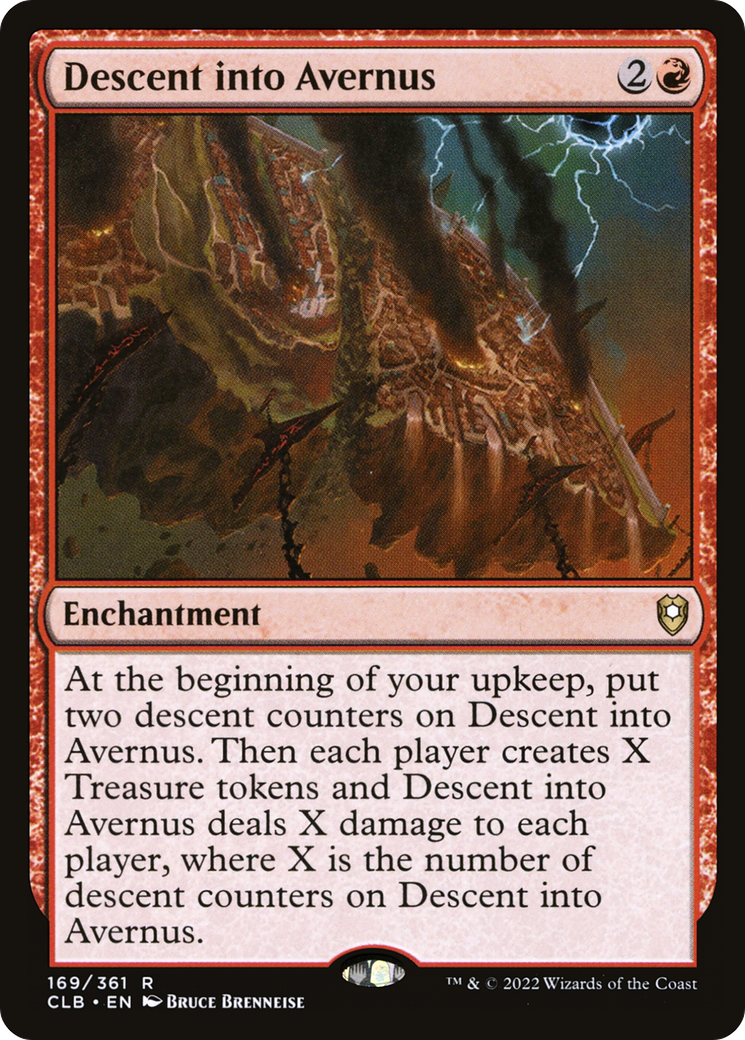 Descent into Avernus 2
Enchantment
At the beginning of your upkeep, put
two descent counters on Descent into
Avernus. Then each player creates X
Treasure tokens and Descent into
Avernus deals X damage to each
player, where X is the number of
descent counters on Descent into
Avernus.
169/361 R
CLB • EN BRUCE BRENNEISE
™ & © 2022 Wizards of the Coast